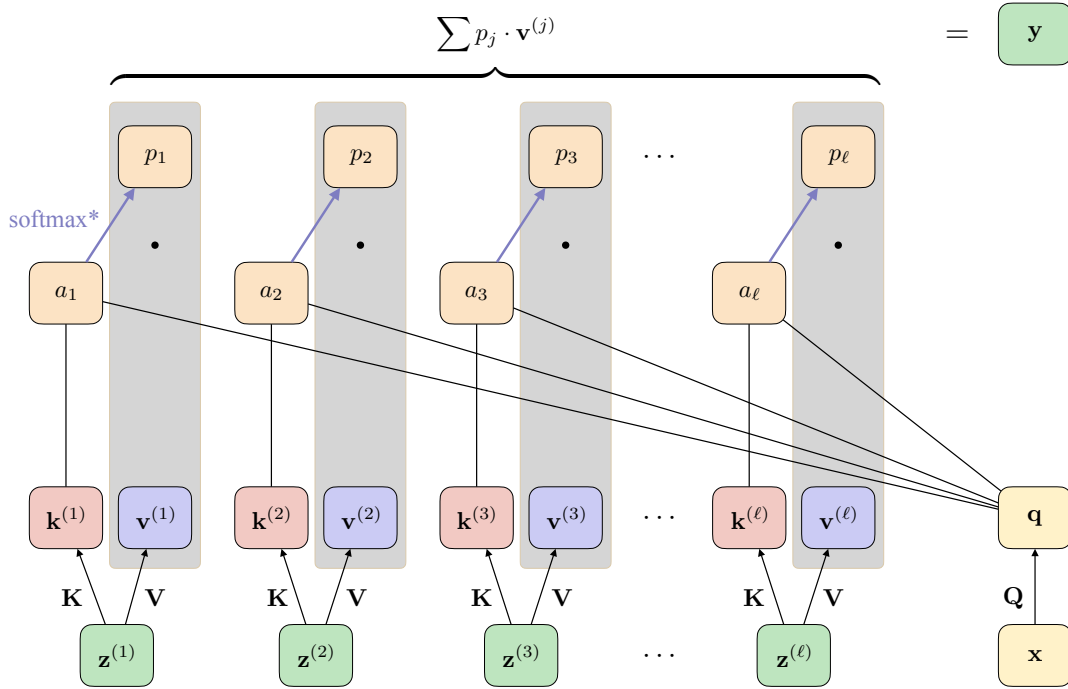 ∑ p_j · v^(j) = y
p_1 p_2 p_3 ⋯ p_ℓ
softmax*
a_1 a_2 a_3 a_ℓ
k^(1) v^(1) k^(2) v^(2) k^(3) v^(3) ⋯ k^(ℓ) v^(ℓ) q
K V K V K V K V Q
z^(1) z^(2) z^(3) ⋯ z^(ℓ) x